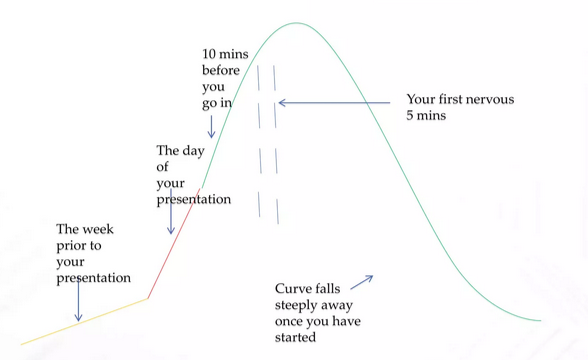 10 mins
before
you
go in
Your first nervous
5 mins
The day
of
your
presentation
The week
prior to
your
presentation
Curve falls
steeply away
once you have
started